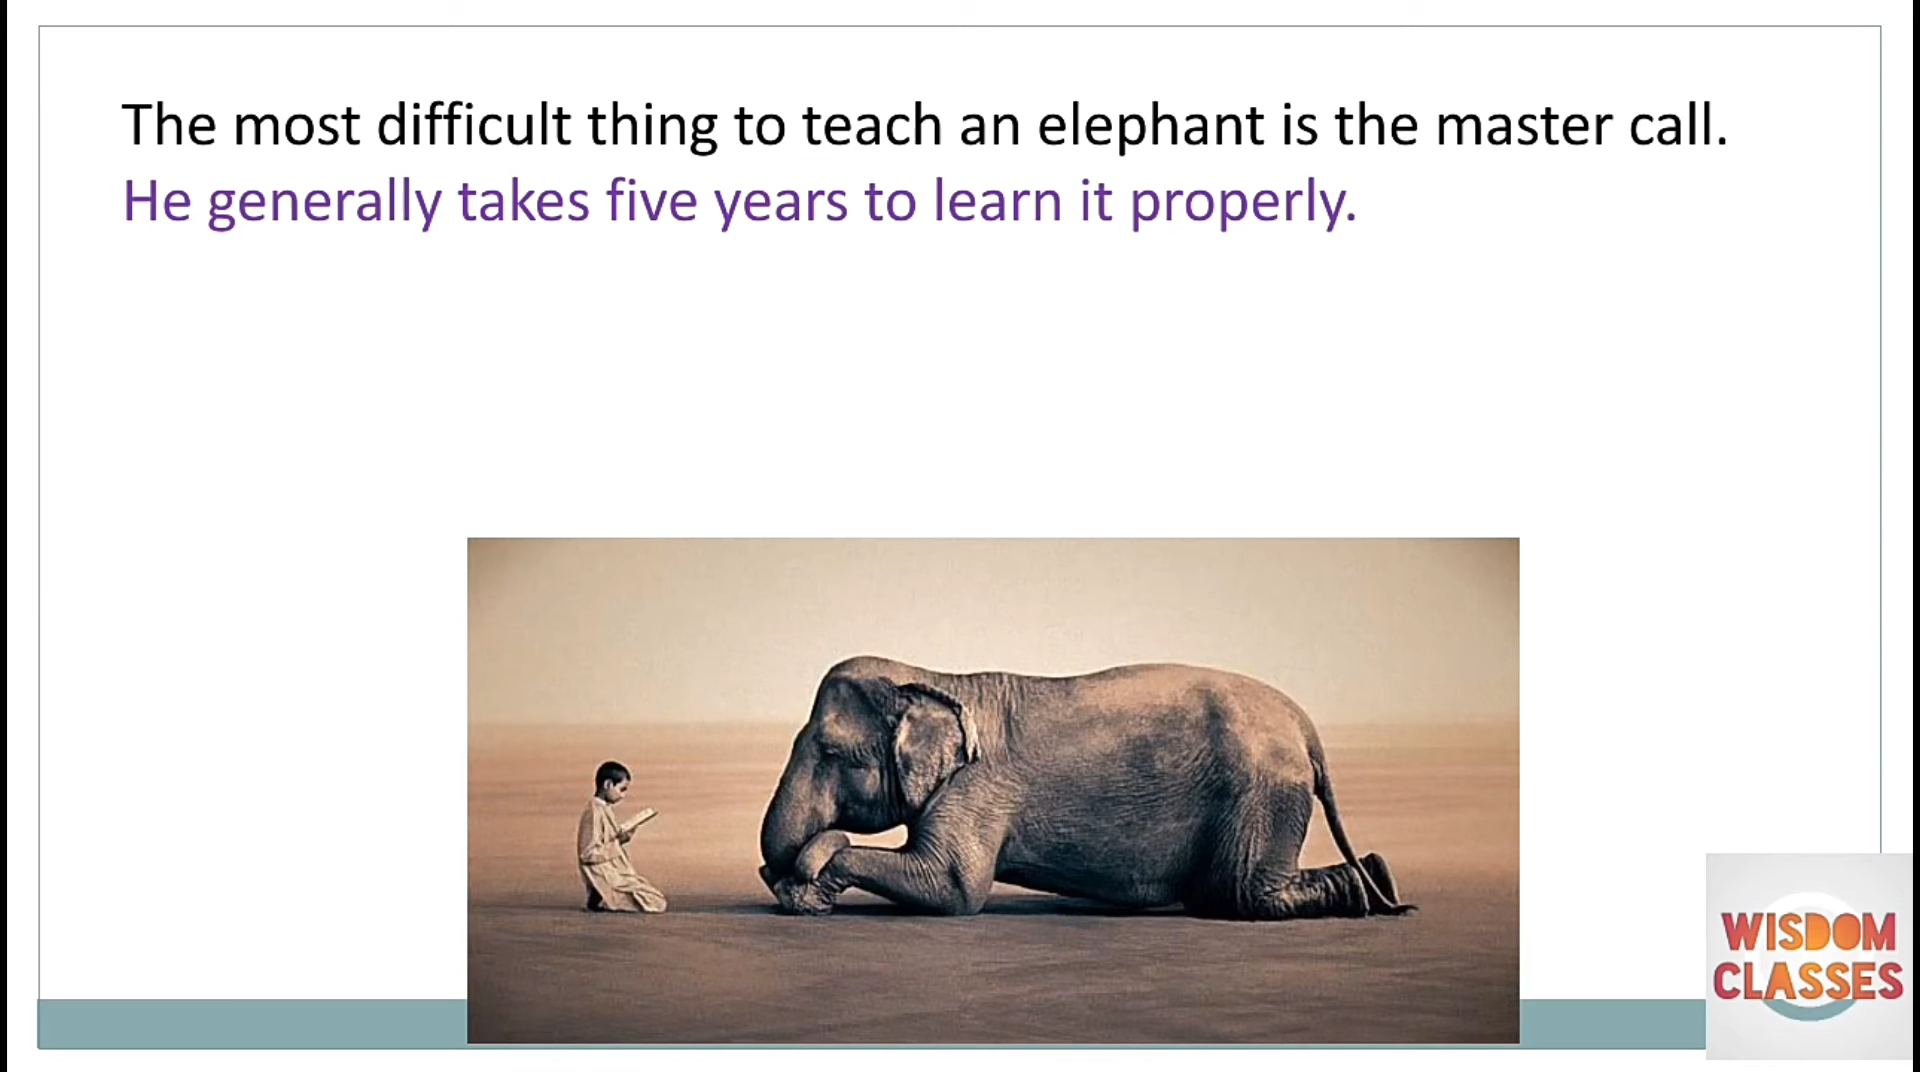 The most difficult thing to teach an elephant is the master call.
He generally takes five years to learn it properly.
WISDOM
CLASSES